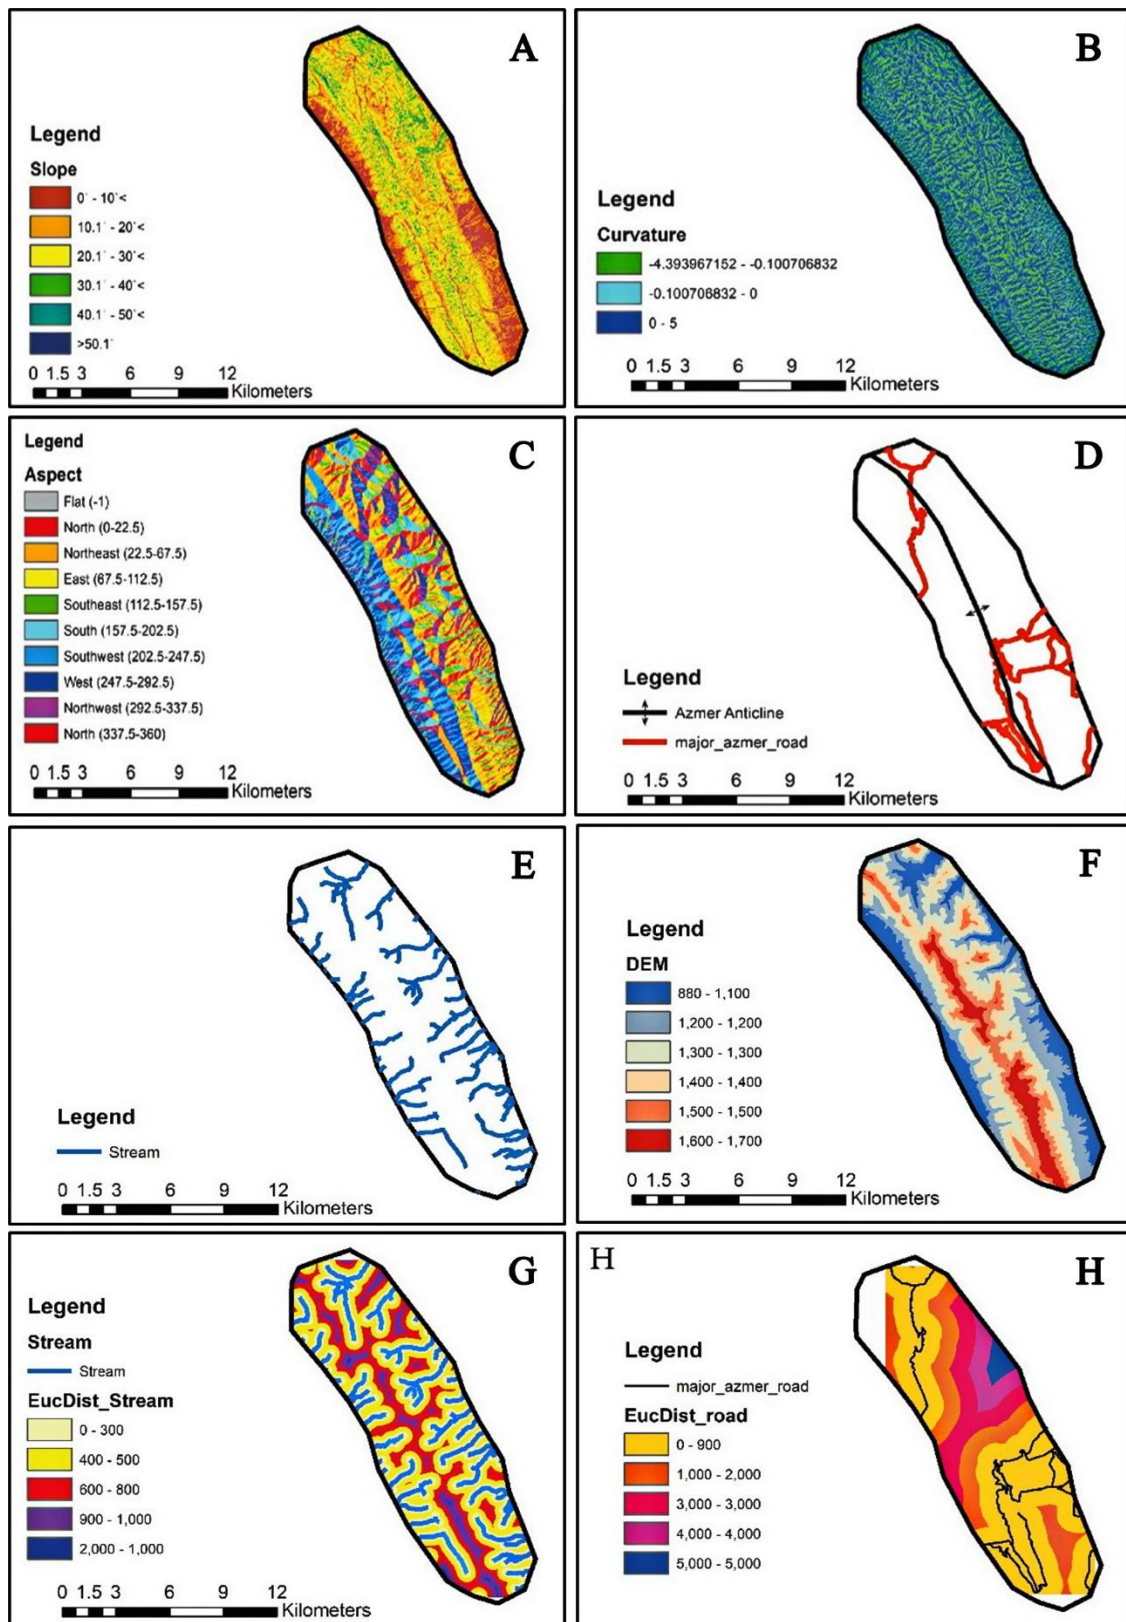 A
Legend
Slope
0° - 10°<
10.1° - 20°<
20.1° - 30°<
30.1° - 40°<
40.1° - 50°<
>50.1°
0 1.5 3 6 9 12
Kilometers
B
Legend
Curvature
-4.393967152 - -0.100706832
-0.100706832 - 0
0 - 5
0 1.5 3 6 9 12
Kilometers
C
Legend
Aspect
Flat (-1)
North (0-22.5)
Northeast (22.5-67.5)
East (67.5-112.5)
Southeast (112.5-157.5)
South (157.5-202.5)
Southwest (202.5-247.5)
West (247.5-292.5)
Northwest (292.5-337.5)
North (337.5-360)
0 1.5 3 6 9 12
Kilometers
D
Legend
Azmer Anticline
major_azmer_road
0 1.5 3 6 9 12
Kilometers
E
Legend
Stream
0 1.5 3 6 9 12
Kilometers
F
Legend
DEM
880 - 1,100
1,200 - 1,200
1,300 - 1,300
1,400 - 1,400
1,500 - 1,500
1,600 - 1,700
0 1.5 3 6 9 12
Kilometers
G
Legend
Stream
Stream
EucDist_Stream
0 - 300
400 - 500
600 - 800
900 - 1,000
2,000 - 1,000
0 1.5 3 6 9 12
Kilometers
H
H
Legend
major_azmer_road
EucDist_road
0 - 900
1,000 - 2,000
3,000 - 3,000
4,000 - 4,000
5,000 - 5,000
0 1.5 3 6 9 12
Kilometers